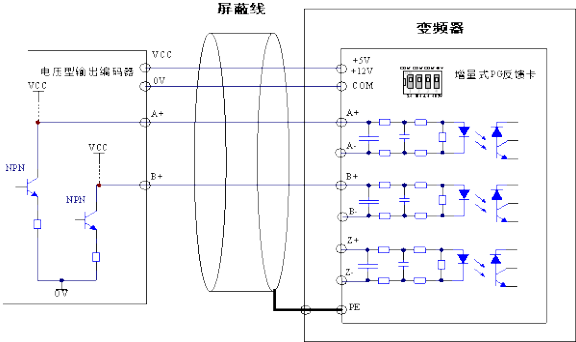 屏蔽线
变频器
VCC
电压型输出编码器
0V
VCC
A+
VCC
NPN
B+
NPN
0V
+5V
+12V
COM
增量式PG反馈卡
A+
A-
B+
B-
Z+
Z-
PE